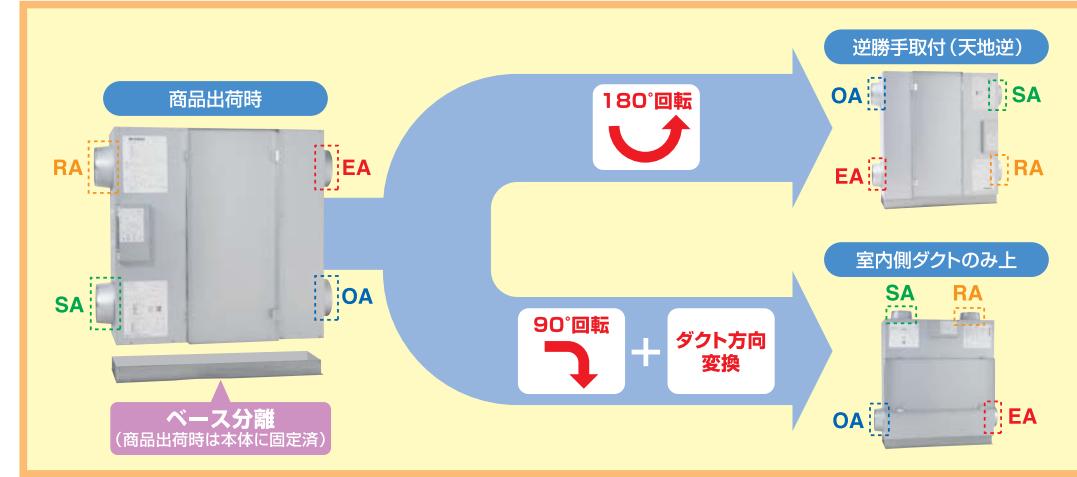 商品出荷時
RA
EA
SA
OA
ベース分離
(商品出荷時は本体に固定済)
180°回転
90°回転
+
ダクト方向
変換
逆勝手取付(天地逆)
OA
SA
EA
RA
室内側ダクトのみ上
SA
RA
OA
EA